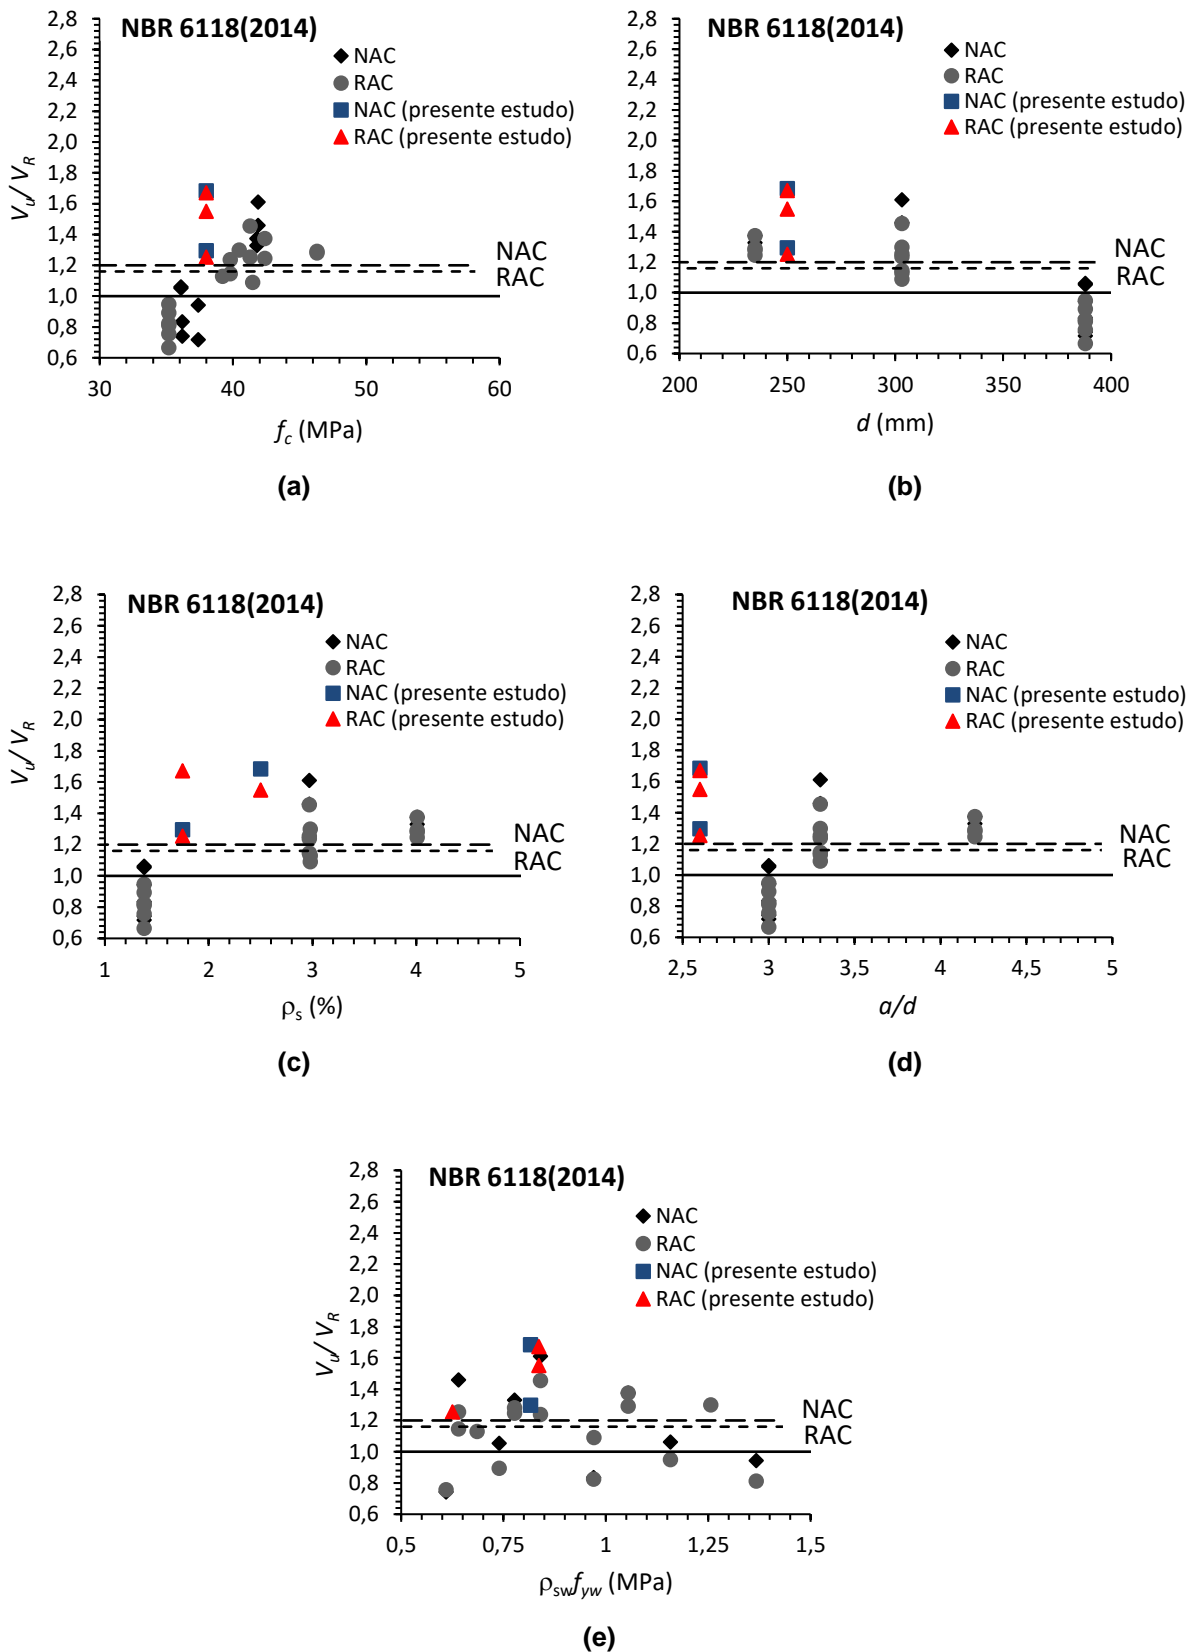 NBR 6118(2014)
NAC
RAC
NAC (presente estudo)
RAC (presente estudo)
2,8
2,6
2,4
2,2
2,0
1,8
1,6
1,4
1,2
1,0
0,8
0,6
Vu/ VR
NAC
RAC
30 40 50 60
fc (MPa)
(a)
NBR 6118(2014)
NAC
RAC
NAC (presente estudo)
RAC (presente estudo)
2,8
2,6
2,4
2,2
2,0
1,8
1,6
1,4
1,2
1,0
0,8
0,6
NAC
RAC
200 250 300 350 400
d (mm)
(b)
NBR 6118(2014)
NAC
RAC
NAC (presente estudo)
RAC (presente estudo)
2,8
2,6
2,4
2,2
2,0
1,8
1,6
1,4
1,2
1,0
0,8
0,6
Vu/ VR
NAC
RAC
1 2 3 4 5
ρs (%)
(c)
NBR 6118(2014)
NAC
RAC
NAC (presente estudo)
RAC (presente estudo)
2,8
2,6
2,4
2,2
2,0
1,8
1,6
1,4
1,2
1,0
0,8
0,6
NAC
RAC
2,5 3 3,5 4 4,5 5
a/d
(d)
NBR 6118(2014)
NAC
RAC
NAC (presente estudo)
RAC (presente estudo)
2,8
2,6
2,4
2,2
2,0
1,8
1,6
1,4
1,2
1,0
0,8
0,6
Vu/ VR
NAC
RAC
0,5 0,75 1 1,25 1,5
ρswfyw (MPa)
(e)